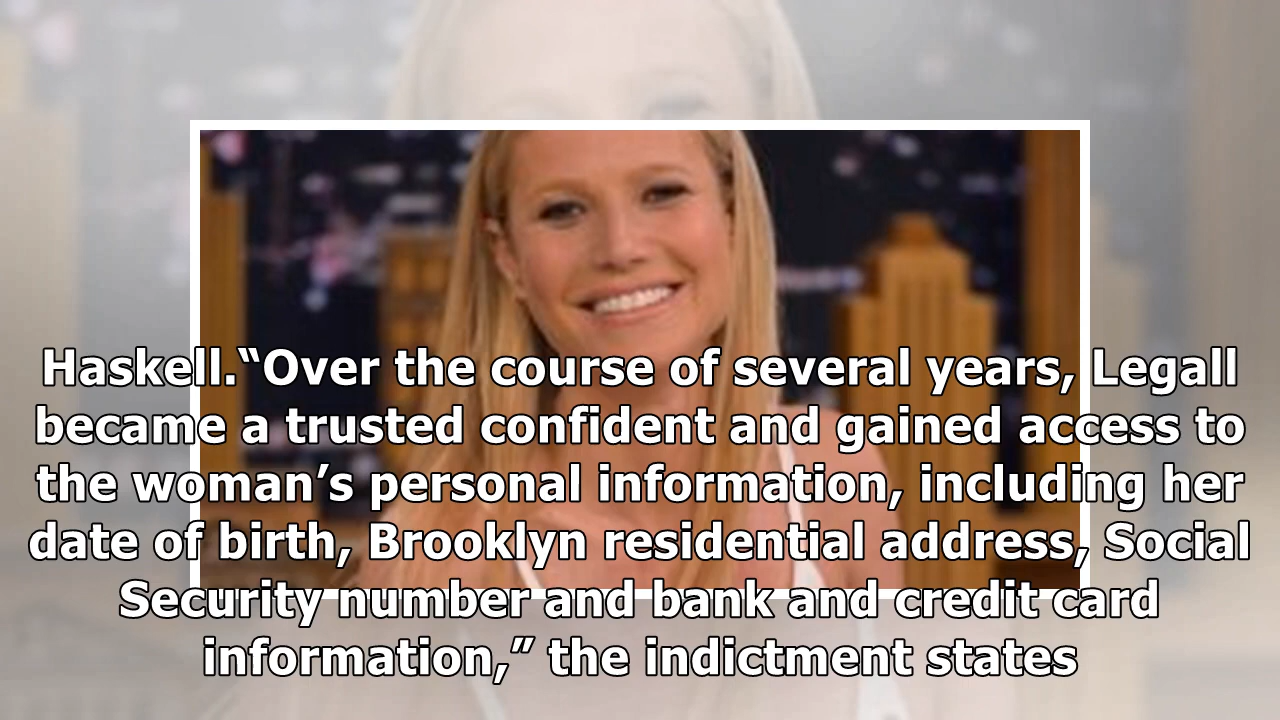 Haskell.“Over the course of several years, Legall
became a trusted confident and gained access to
the woman’s personal information, including her
date of birth, Brooklyn residential address, Social
Security number and bank and credit card
information,” the indictment states